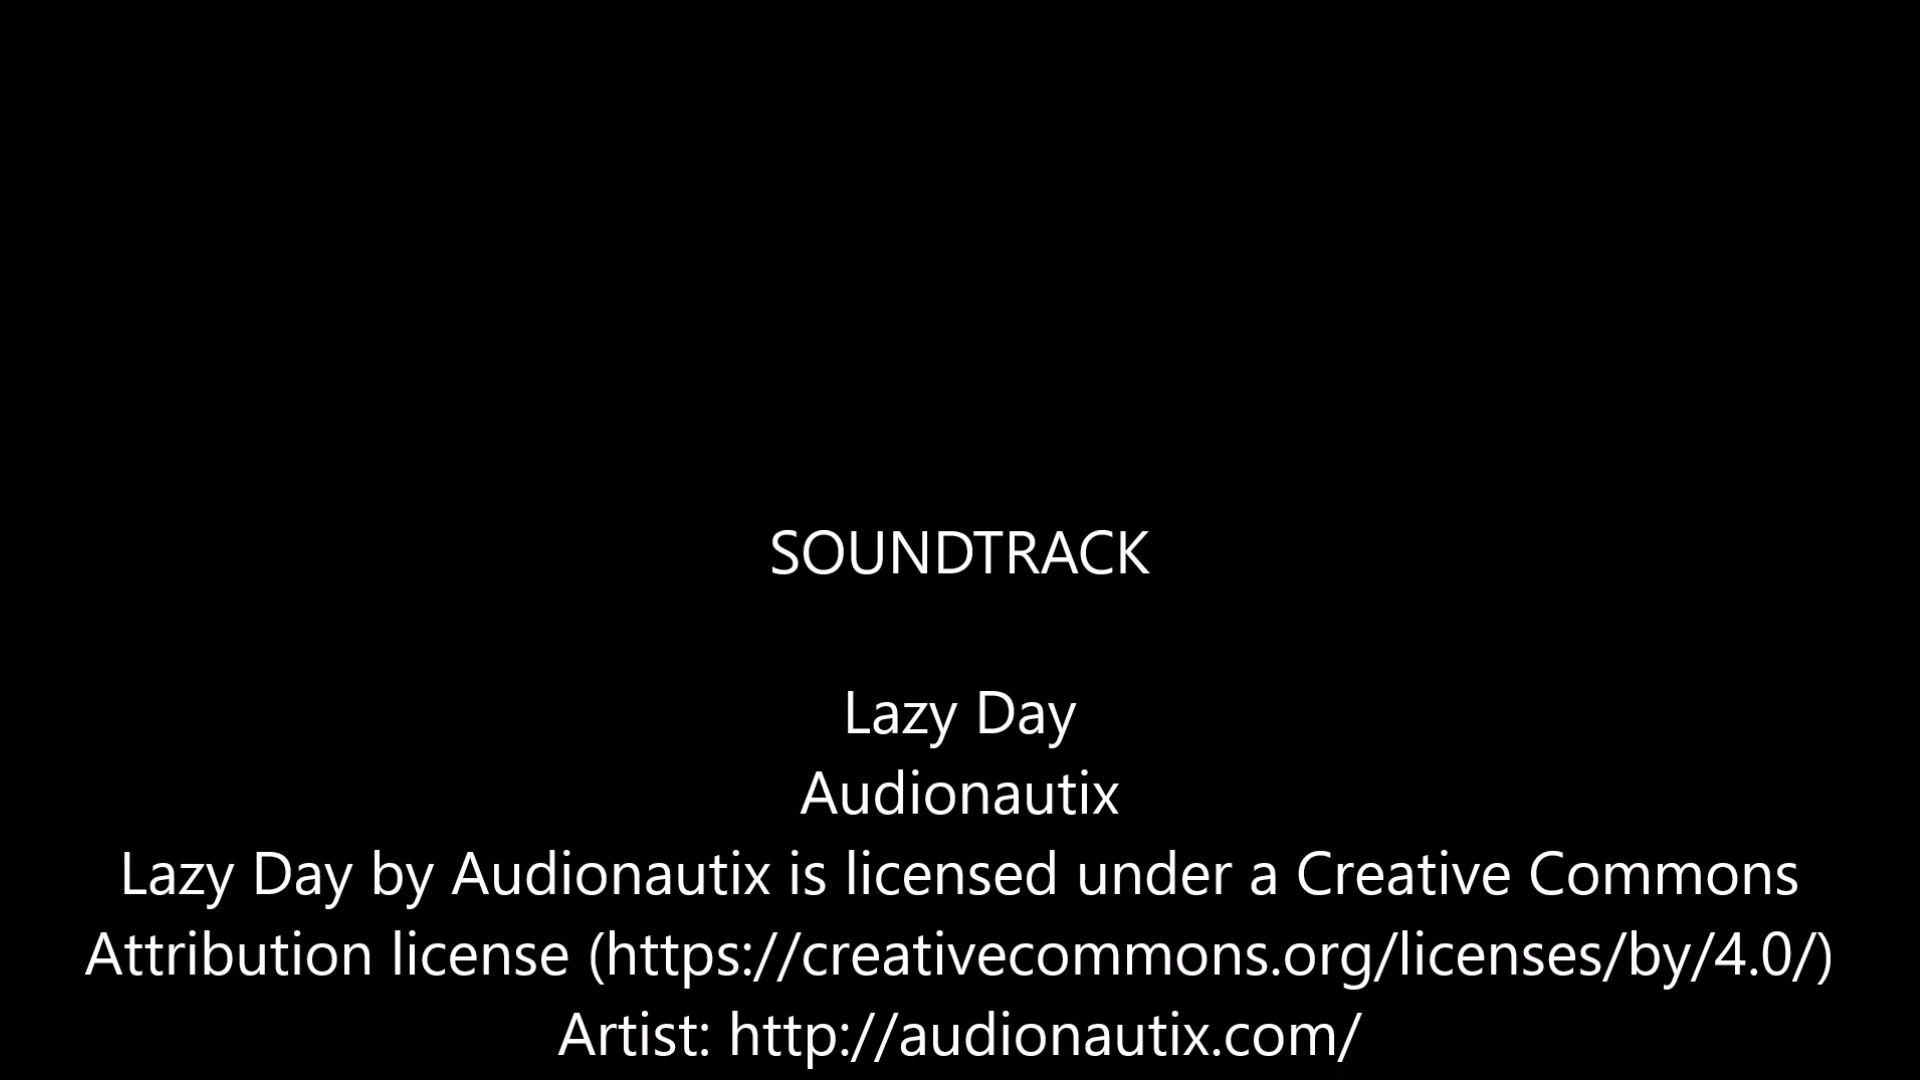 SOUNDTRACK
Lazy Day
Audionautix
Lazy Day by Audionautix is licensed under a Creative Commons
Attribution license (https://creativecommons.org/licenses/by/4.0/)
Artist: http://audionautix.com/